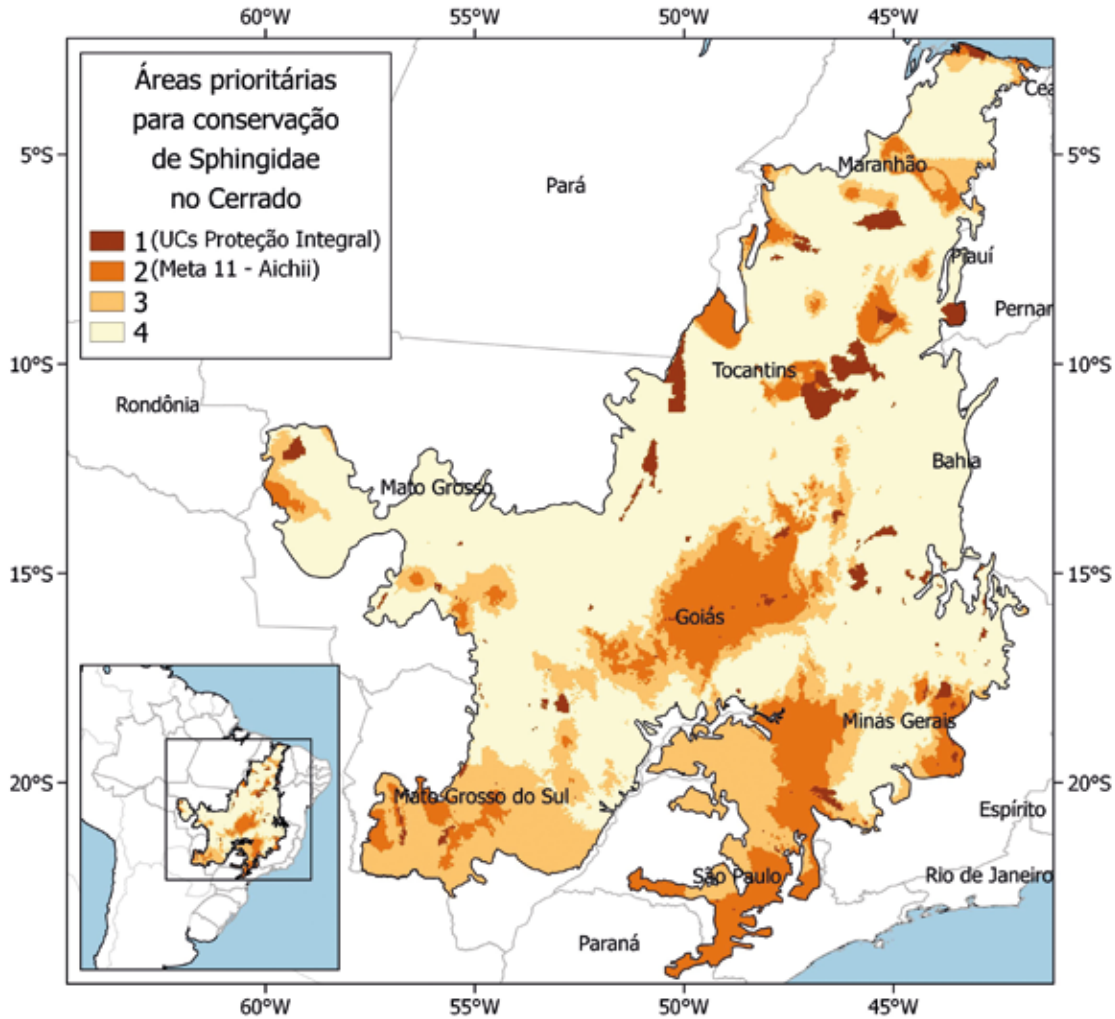 60°W 55°W 50°W 45°W
Áreas prioritárias
para conservação
de Sphingidae
no Cerrado
1 (UCs Proteção Integral)
2 (Meta 11 - Aichii)
3
4
Cea
5°S 5°S
Maranhão
Pará
Piauí
Pernar
10°S 10°S
Tocantins
Rondônia
Bahia
Mato Grosso
15°S 15°S
Goiás
Minas Gerais
20°S 20°S
Mato Grosso do Sul
Espírito
São Paulo
Rio de Janeiro
Paraná
60°W 55°W 50°W 45°W